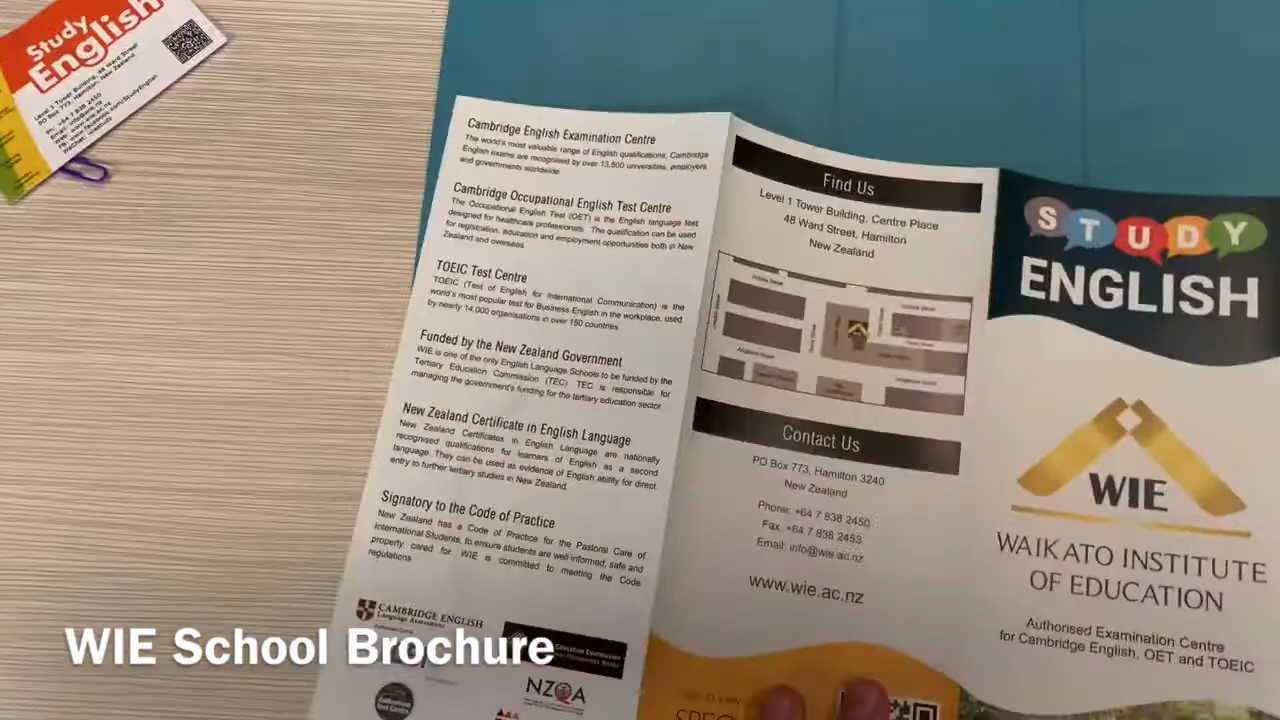 Study
English
Level 1 Tower Building, 48 Ward Street
PO Box 773, Hamilton, New Zealand
Ph: +64 7 838 2450
Email: info@wie.ac.nz
Cambridge English Examination Centre
The world's most valuable range of English qualifications, Cambridge
English exams are recognised by over 13,500 universities, employers
and governments worldwide
Cambridge Occupational English Test Centre
The Occupational English Test (OET) is the English language test
designed for healthcare professionals. The qualification can be used
for registration, education and employment opportunities both in New
Zealand and overseas.
TOEIC Test Centre
TOEIC (Test of English for International Communication) is the
world's most popular test for Business English in the workplace, used
by nearly 14,000 organisations in over 150 countries.
Funded by the New Zealand Government
WIE is one of the only English Language Schools to be funded by the
Tertiary Education Commission (TEC). TEC is responsible for
managing the government's funding for the tertiary education sector
New Zealand Certificate in English Language
New Zealand Certificates in English Language are nationally
recognised qualifications for learners of English as a second
language. They can be used as evidence of English ability for direct
entry to further tertiary studies in New Zealand.
Signatory to the Code of Practice
New Zealand has a Code of Practice for the Pastoral Care of
International Students, to ensure students are well informed, safe and
property cared for WIE is committed to meeting the Code
regulations
CAMBRIDGE ENGLISH
Language Assessment
NZQA
Find Us
Level 1 Tower Building, Centre Place
48 Ward Street, Hamilton
New Zealand
Contact Us
PO Box 773, Hamilton 3240
New Zealand
Phone: +64 7 838 2450
Fax: +64 7 838 2453
Email: info@wie.ac.nz
www.wie.ac.nz
STUDY
ENGLISH
WIE
WAIKATO INSTITUTE
OF EDUCATION
Authorised Examination Centre
for Cambridge English, OET and TOEIC
WIE School Brochure